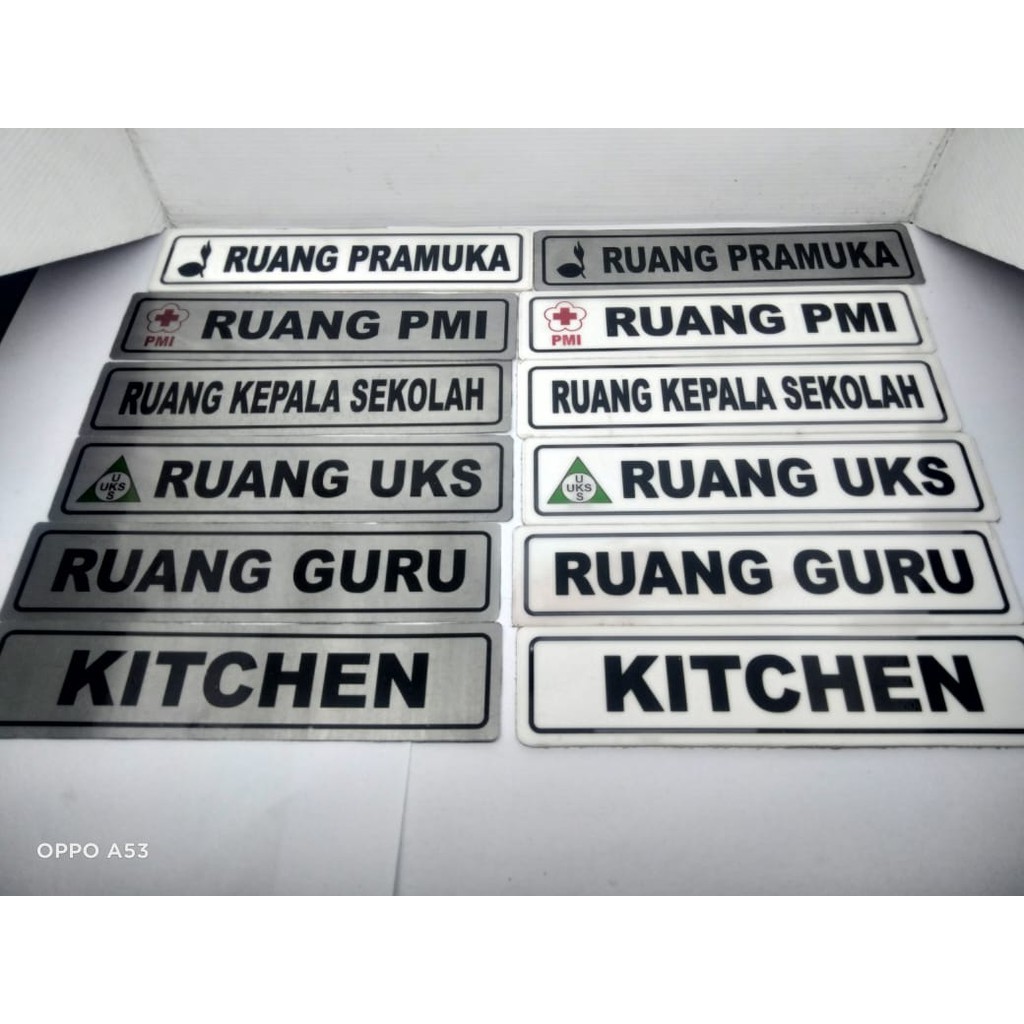 RUANG PRAMUKA
RUANG PRAMUKA
PMI RUANG PMI
PMI RUANG PMI
RUANG KEPALA SEKOLAH
RUANG KEPALA SEKOLAH
U
UKS RUANG UKS
S
U
UKS RUANG UKS
S
RUANG GURU
RUANG GURU
KITCHEN
KITCHEN
OPPO A53